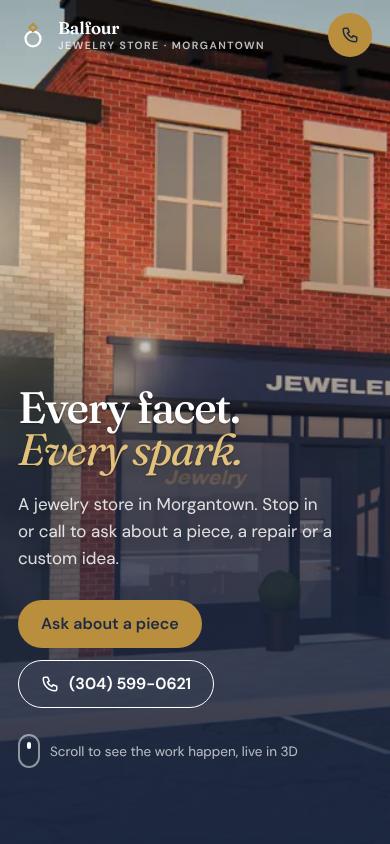 Balfour
JEWELRY STORE · MORGANTOWN
JEWELE
Every facet.
Every spark.
Jewelry
A jewelry store in Morgantown. Stop in
or call to ask about a piece, a repair or a
custom idea.
Ask about a piece
(304) 599-0621
Scroll to see the work happen, live in 3D